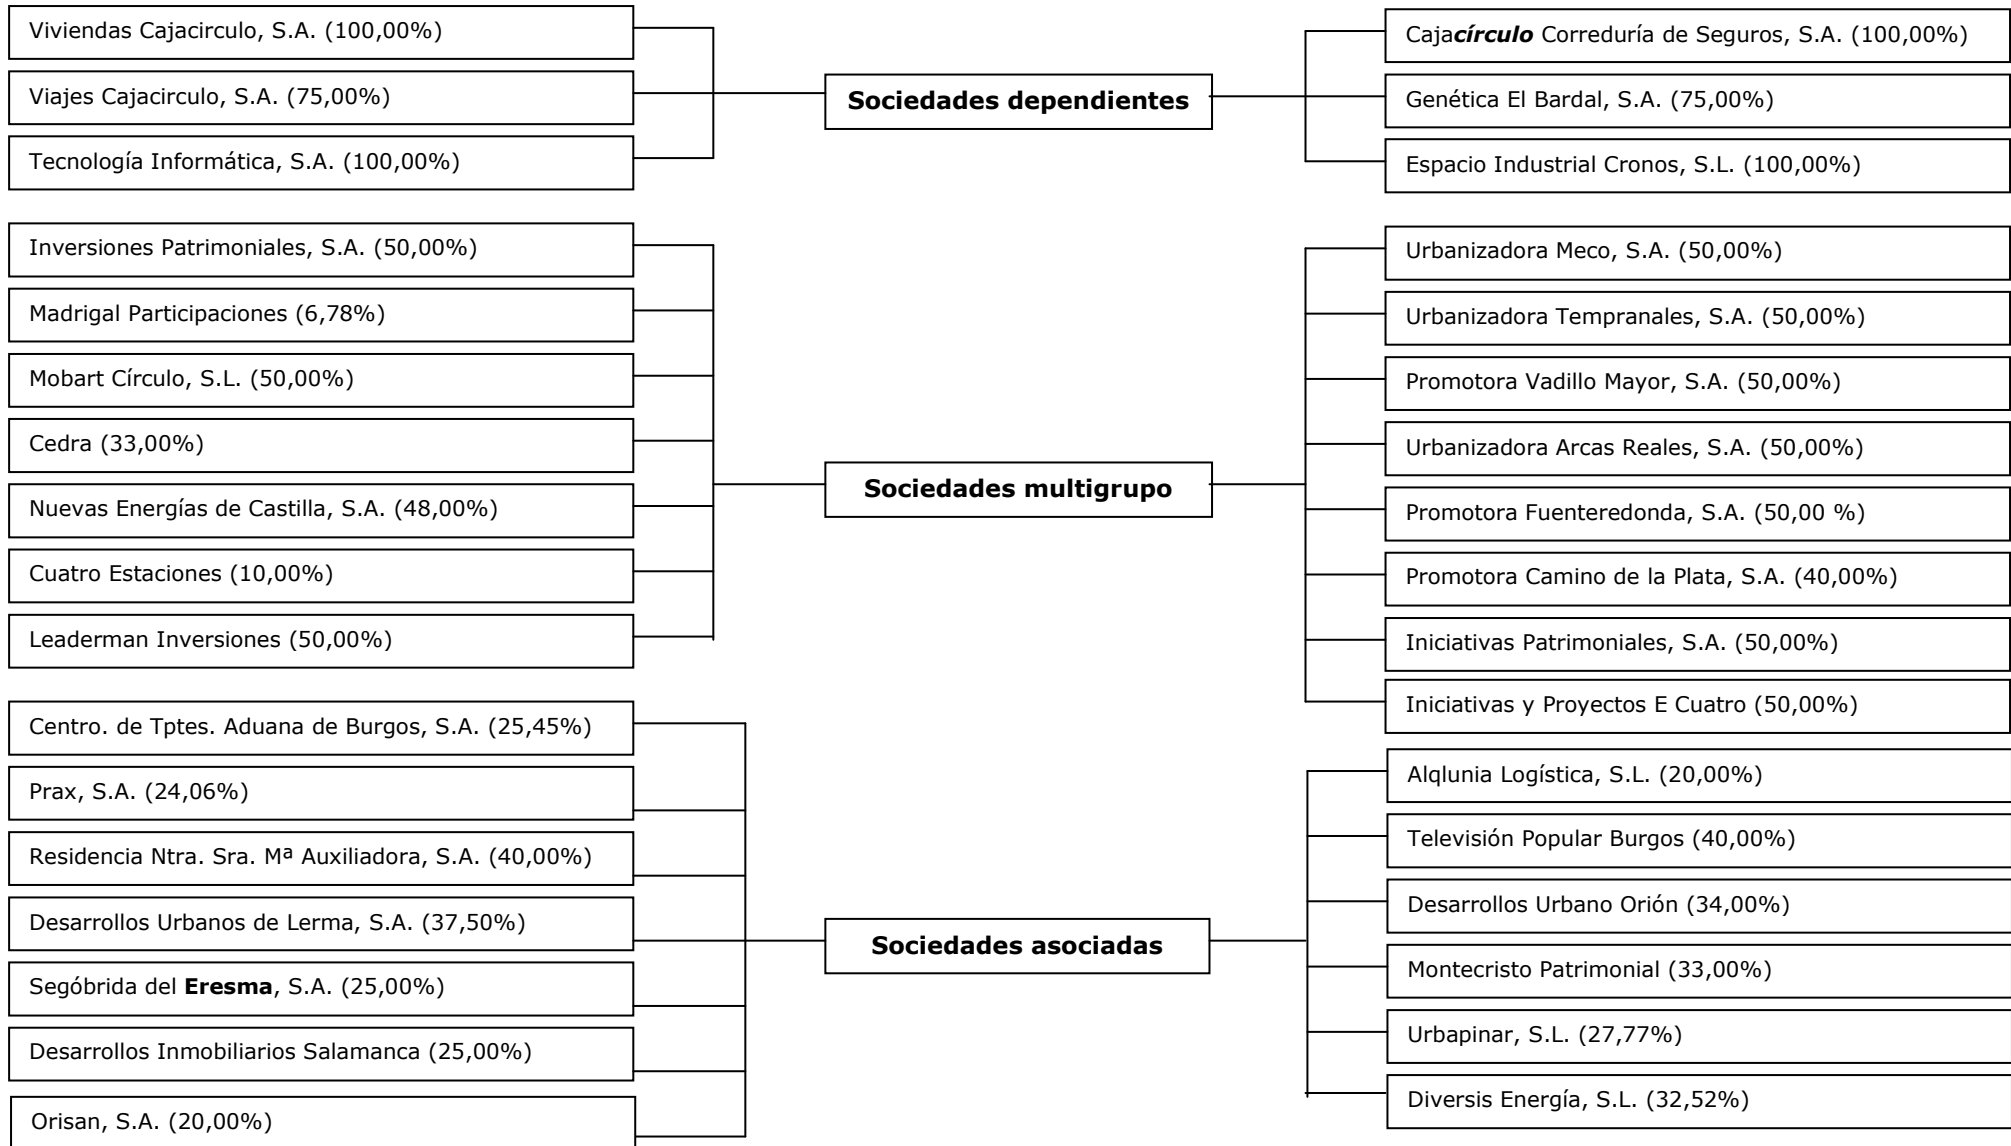 Viviendas Cajacirculo, S.A. (100,00%)
Viajes Cajacirculo, S.A. (75,00%)
Tecnología Informática, S.A. (100,00%)
Sociedades dependientes
Cajacírculo Correduría de Seguros, S.A. (100,00%)
Genética El Bardal, S.A. (75,00%)
Espacio Industrial Cronos, S.L. (100,00%)
Inversiones Patrimoniales, S.A. (50,00%)
Madrigal Participaciones (6,78%)
Mobart Círculo, S.L. (50,00%)
Cedra (33,00%)
Nuevas Energías de Castilla, S.A. (48,00%)
Cuatro Estaciones (10,00%)
Leaderman Inversiones (50,00%)
Sociedades multigrupo
Urbanizadora Meco, S.A. (50,00%)
Urbanizadora Tempranales, S.A. (50,00%)
Promotora Vadillo Mayor, S.A. (50,00%)
Urbanizadora Arcas Reales, S.A. (50,00%)
Promotora Fuenteredonda, S.A. (50,00 %)
Promotora Camino de la Plata, S.A. (40,00%)
Iniciativas Patrimoniales, S.A. (50,00%)
Iniciativas y Proyectos E Cuatro (50,00%)
Centro. de Tptes. Aduana de Burgos, S.A. (25,45%)
Prax, S.A. (24,06%)
Residencia Ntra. Sra. Mª Auxiliadora, S.A. (40,00%)
Desarrollos Urbanos de Lerma, S.A. (37,50%)
Segóbrida del Eresma, S.A. (25,00%)
Desarrollos Inmobiliarios Salamanca (25,00%)
Orisan, S.A. (20,00%)
Sociedades asociadas
Alqlunia Logística, S.L. (20,00%)
Televisión Popular Burgos (40,00%)
Desarrollos Urbano Orión (34,00%)
Montecristo Patrimonial (33,00%)
Urbapinar, S.L. (27,77%)
Diversis Energía, S.L. (32,52%)